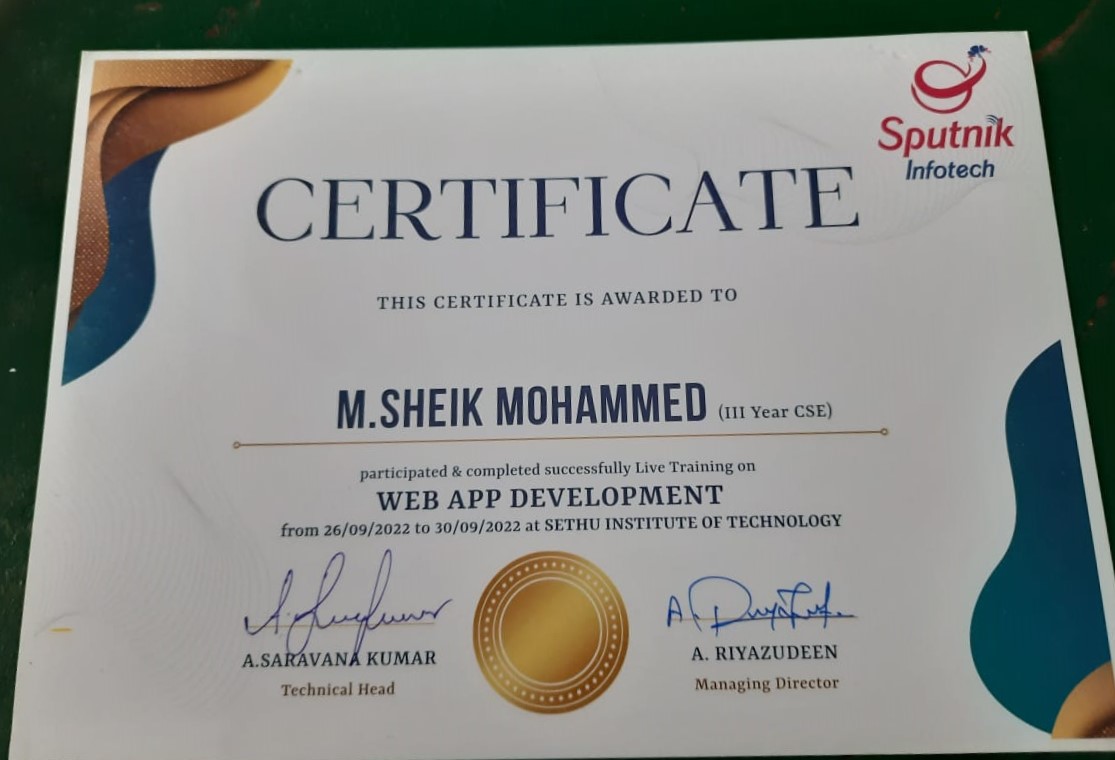 Sputnik
Infotech
CERTIFICATE
THIS CERTIFICATE IS AWARDED TO
M.SHEIK MOHAMMED (III Year CSE)
participated & completed successfully Live Training on
WEB APP DEVELOPMENT
from 26/09/2022 to 30/09/2022 at SETHU INSTITUTE OF TECHNOLOGY
A.SARAVANA KUMAR
Technical Head
A. RIYAZUDEEN
Managing Director